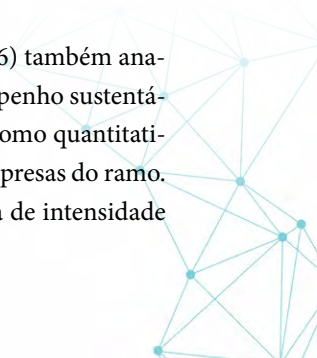 6) também ana-
penho sustentá-
omo quantitati-
presas do ramo.
a de intensidade